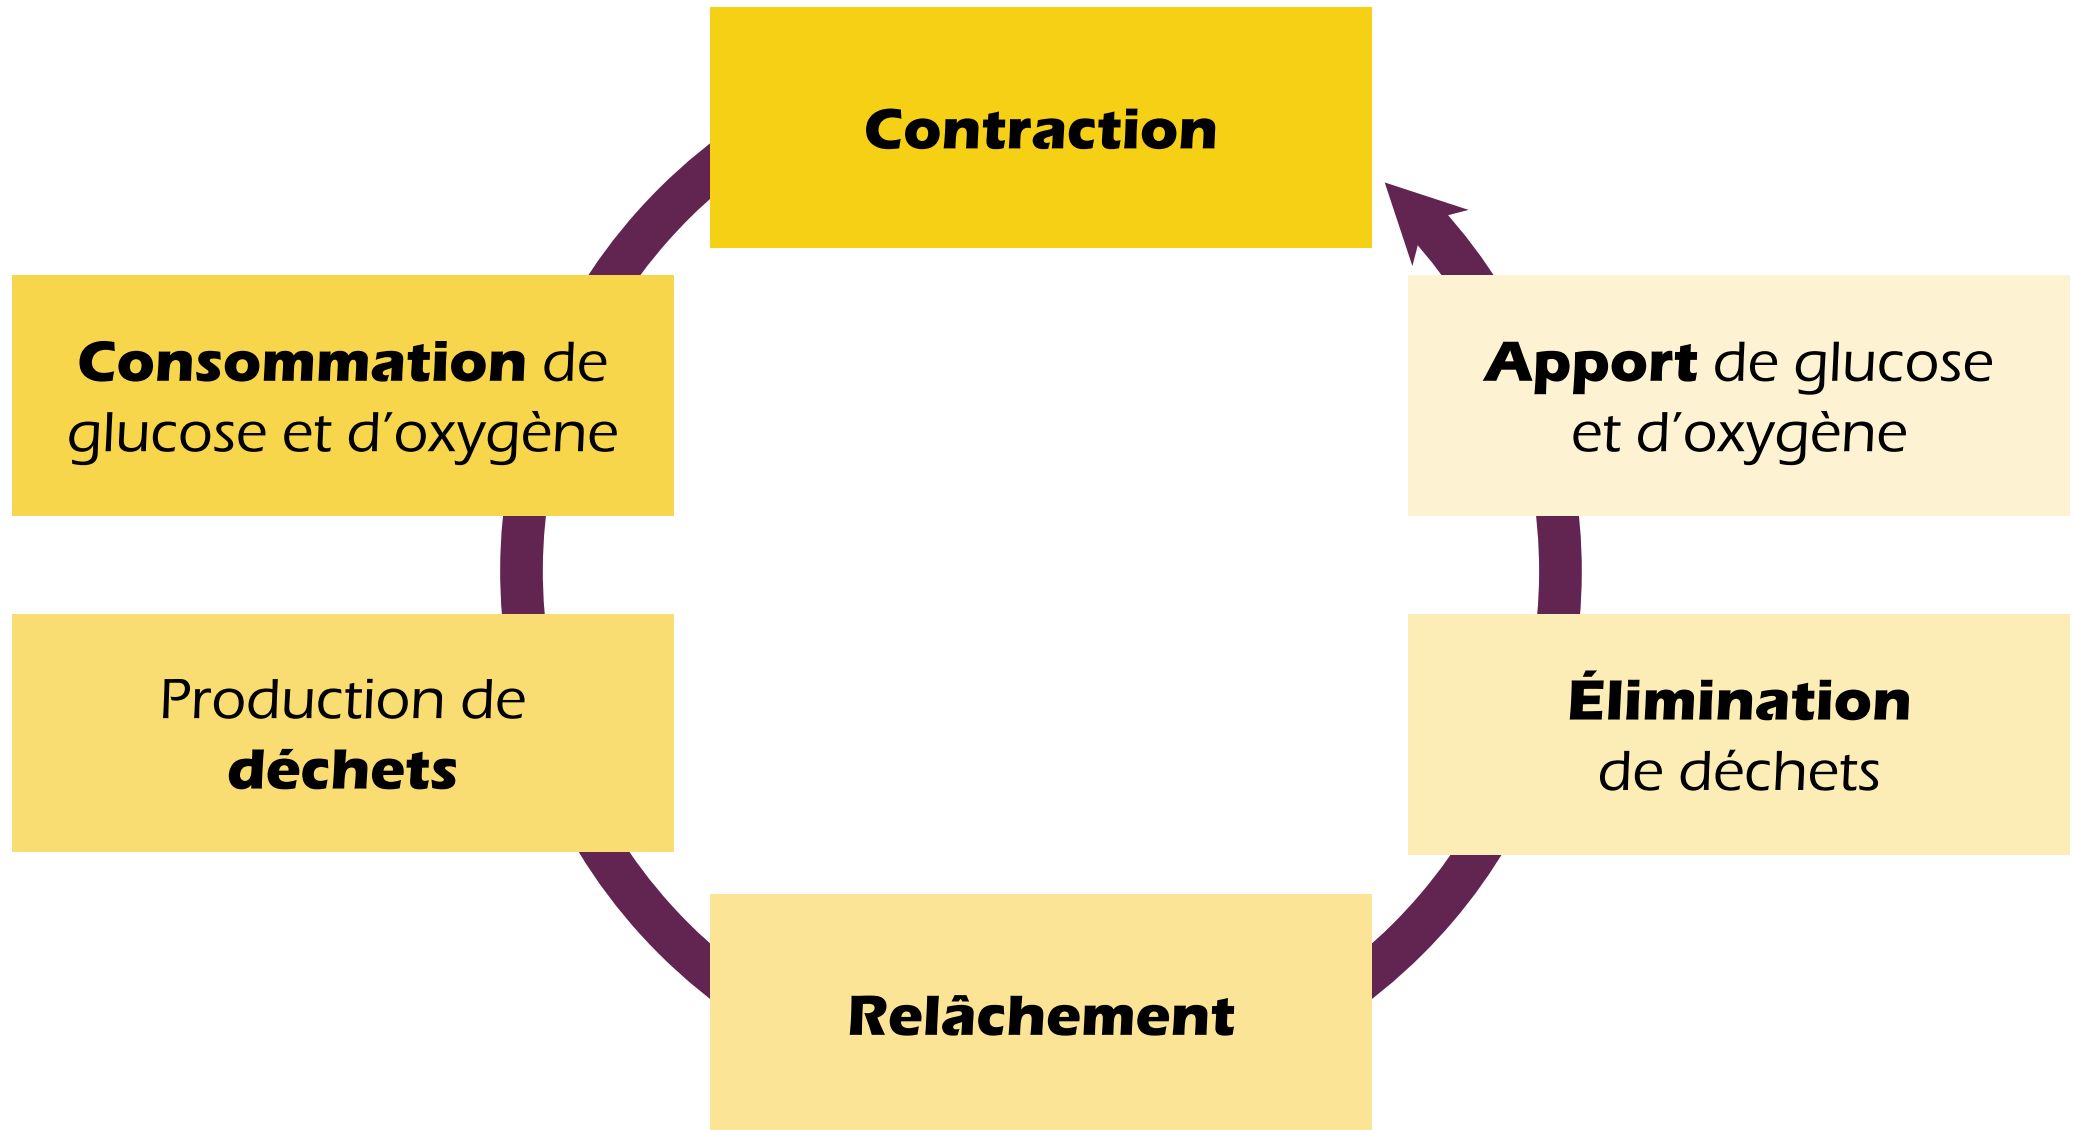 Contraction
Consommation de
glucose et d’oxygène
Production de
déchets
Relâchement
Élimination
de déchets
Apport de glucose
et d’oxygène